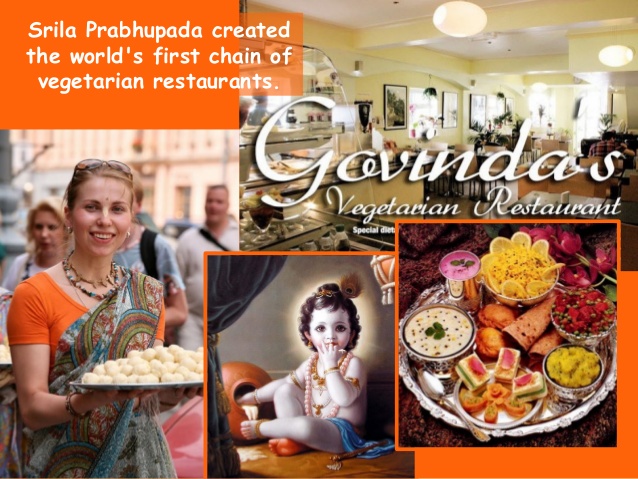 Srila Prabhupada created
the world's first chain of
vegetarian restaurants.
Govinda's
Vegetarian Restaurant
Special diet